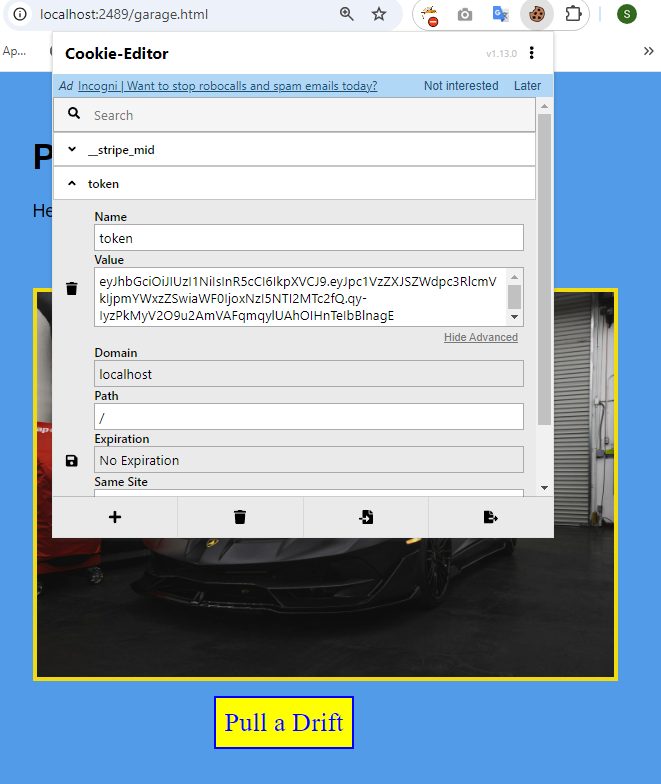 localhost:2489/garage.html
S
Ap...
Cookie-Editor
v1.13.0
Ad Incogni | Want to stop robocalls and spam emails today? Not interested Later
Search
__stripe_mid
token
P
He
Name
token
Value
eyJhbGciOiJIUzI1NiIsInR5cCI6IkpXVCJ9.eyJpc1VzZXJSZWdpc3RlcmV
kIjpmYWxzZSwiaWF0IjoxNzI5NTI2MTc2fQ.qy-
IyzPkMyV2O9u2AmVAFqmqylUAhOIHnTeIbBlnagE
Hide Advanced
Domain
localhost
Path
/
Expiration
No Expiration
Same Site
Pull a Drift